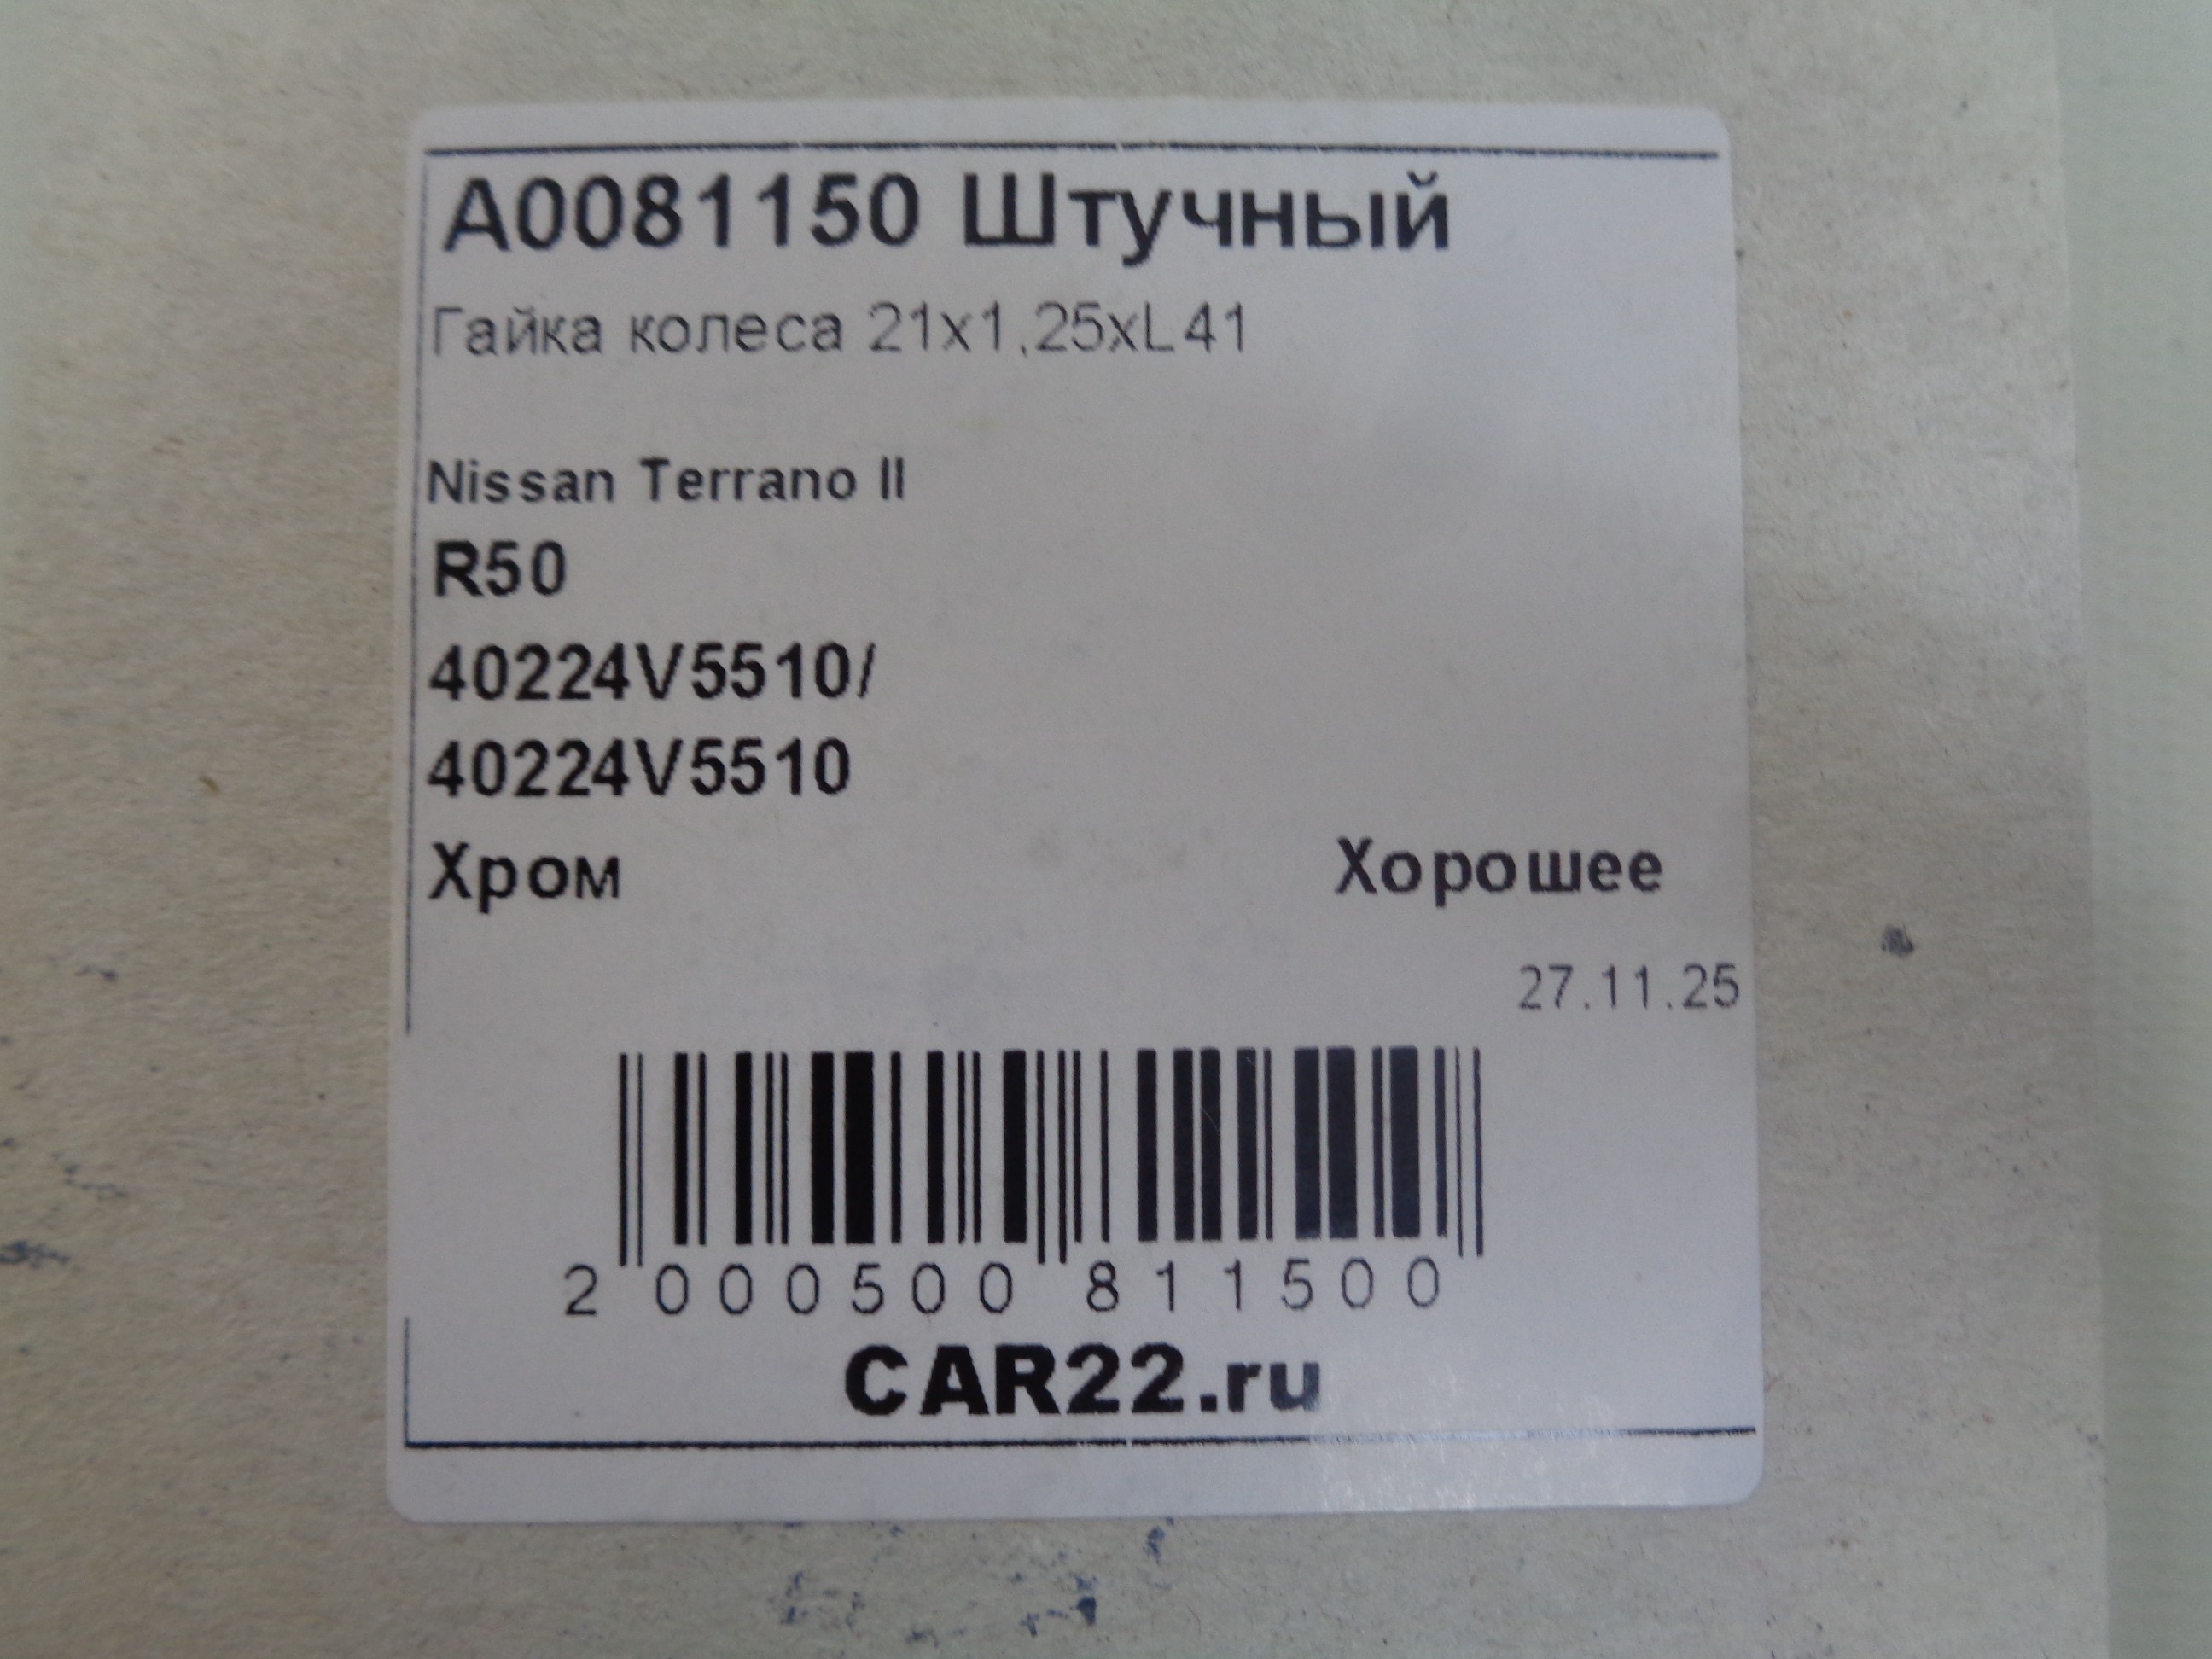 A0081150 Штучный
Гайка колеса 21x1,25xL41
Nissan Terrano II
R50
40224V5510/
40224V5510
Хром Хорошее
27.11.25
2 000500 811500
CAR22.ru